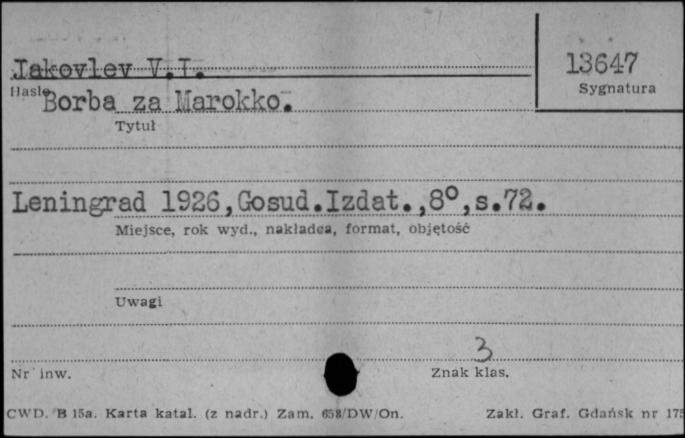 Jakovlev V.I.
13647
Hasło
Sygnatura
Borba za Marokko.
Tytuł
Leningrad 1926, Gosud.Izdat.,8°,s.72.
Miejsce, rok wyd., nakładca, format, objętość
Uwagi
3
Nr inw.
Znak klas.
CWD. B 15a. Karta katal. (z nadr.) Zam. 658/DW/On.
Zakł. Graf. Gdańsk nr 175